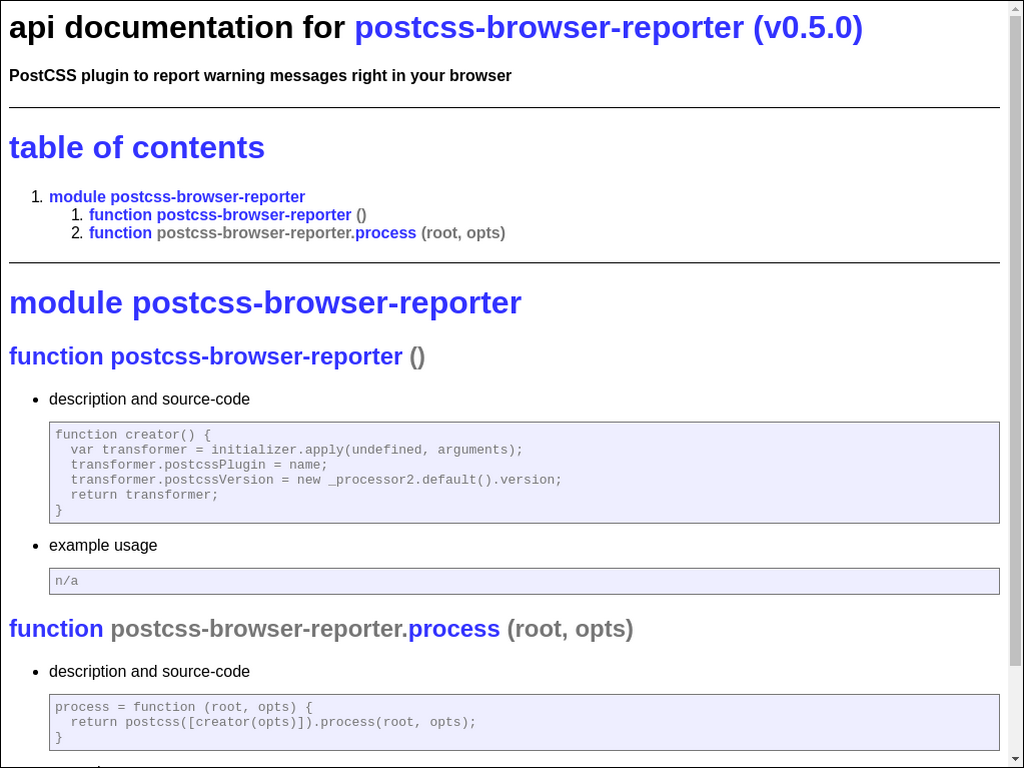 api documentation for postcss-browser-reporter (v0.5.0)
PostCSS plugin to report warning messages right in your browser
table of contents
1. module postcss-browser-reporter
1. function postcss-browser-reporter ()
2. function postcss-browser-reporter.process (root, opts)
module postcss-browser-reporter
function postcss-browser-reporter ()
• description and source-code
function creator() {
  var transformer = initializer.apply(undefined, arguments);
  transformer.postcssPlugin = name;
  transformer.postcssVersion = new _processor2.default().version;
  return transformer;
}
• example usage
n/a
function postcss-browser-reporter.process (root, opts)
• description and source-code
process = function (root, opts) {
  return postcss([creator(opts)]).process(root, opts);
}